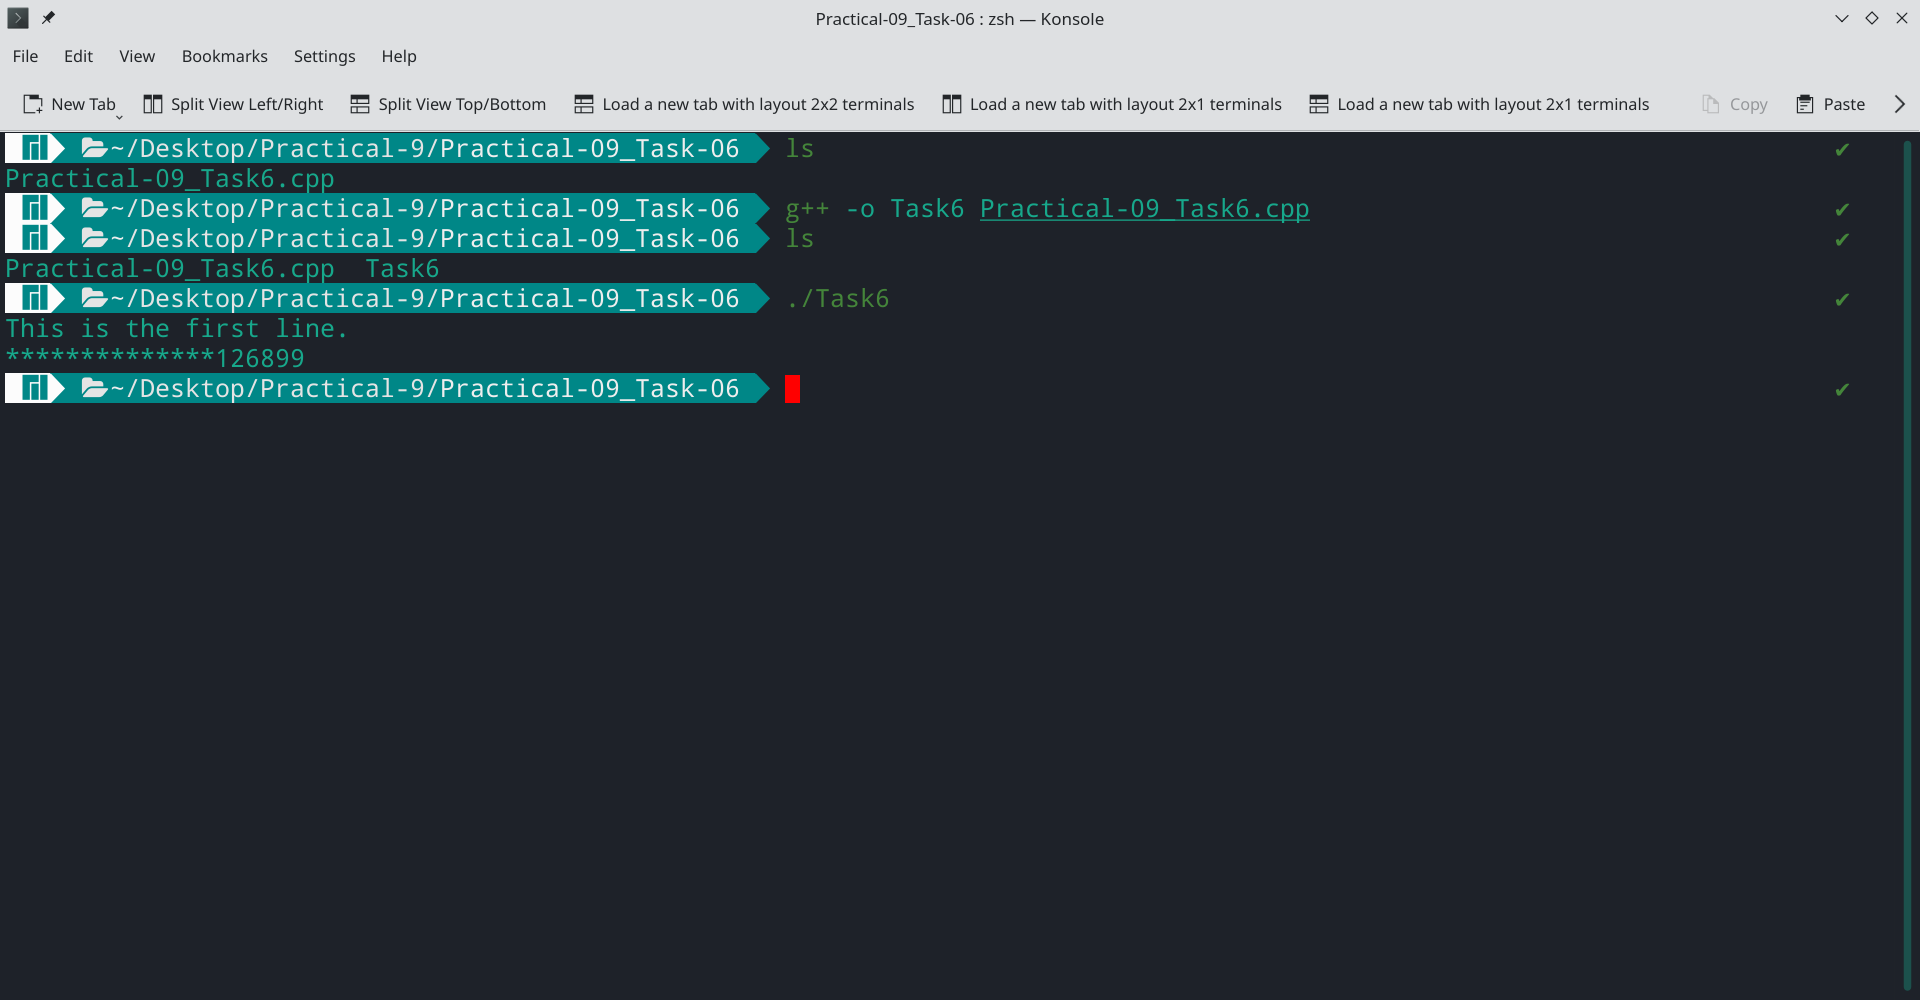 Practical-09_Task-06 : zsh — Konsole
File Edit View Bookmarks Settings Help
New Tab Split View Left/Right Split View Top/Bottom Load a new tab with layout 2x2 terminals Load a new tab with layout 2x1 terminals Load a new tab with layout 2x1 terminals Copy Paste
~/Desktop/Practical-9/Practical-09_Task-06 ls ✔
Practical-09_Task6.cpp
~/Desktop/Practical-9/Practical-09_Task-06 g++ -o Task6 Practical-09_Task6.cpp ✔
~/Desktop/Practical-9/Practical-09_Task-06 ls ✔
Practical-09_Task6.cpp  Task6
~/Desktop/Practical-9/Practical-09_Task-06 ./Task6 ✔
This is the first line.
**************126899
~/Desktop/Practical-9/Practical-09_Task-06 ✔